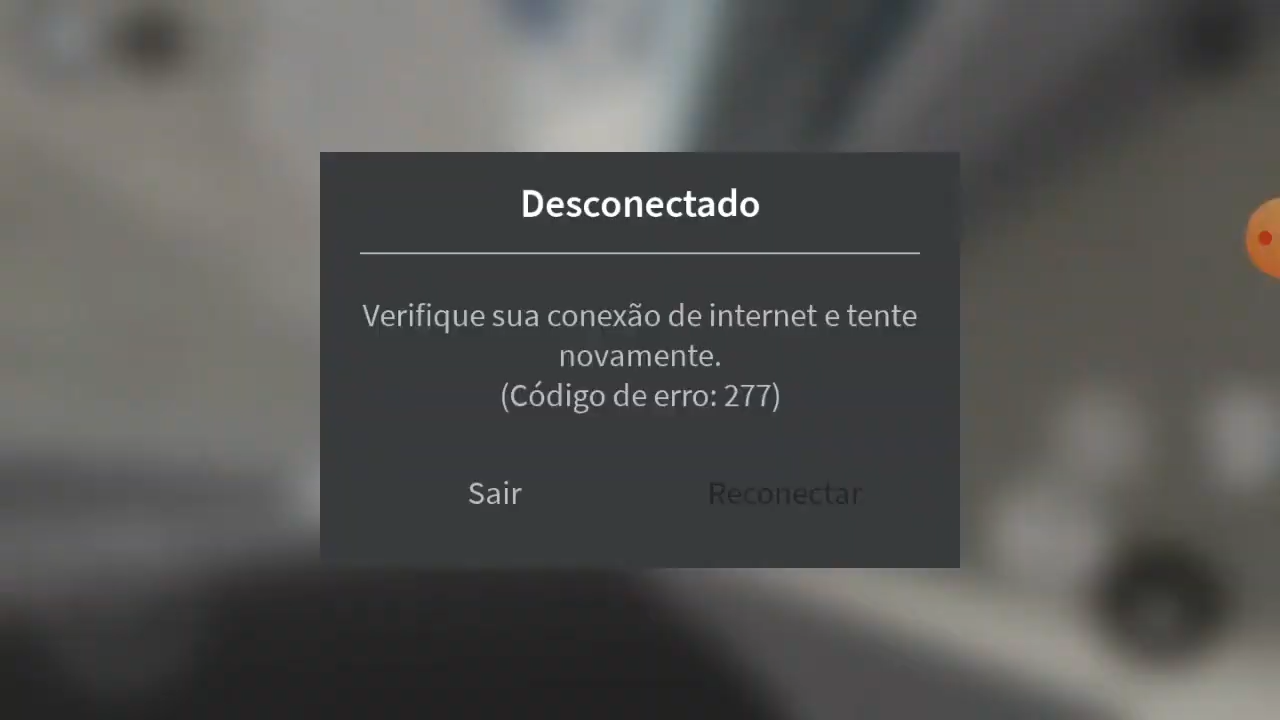 Desconectado
Verifique sua conexão de internet e tente
novamente.
(Código de erro: 277)
Sair
Reconectar